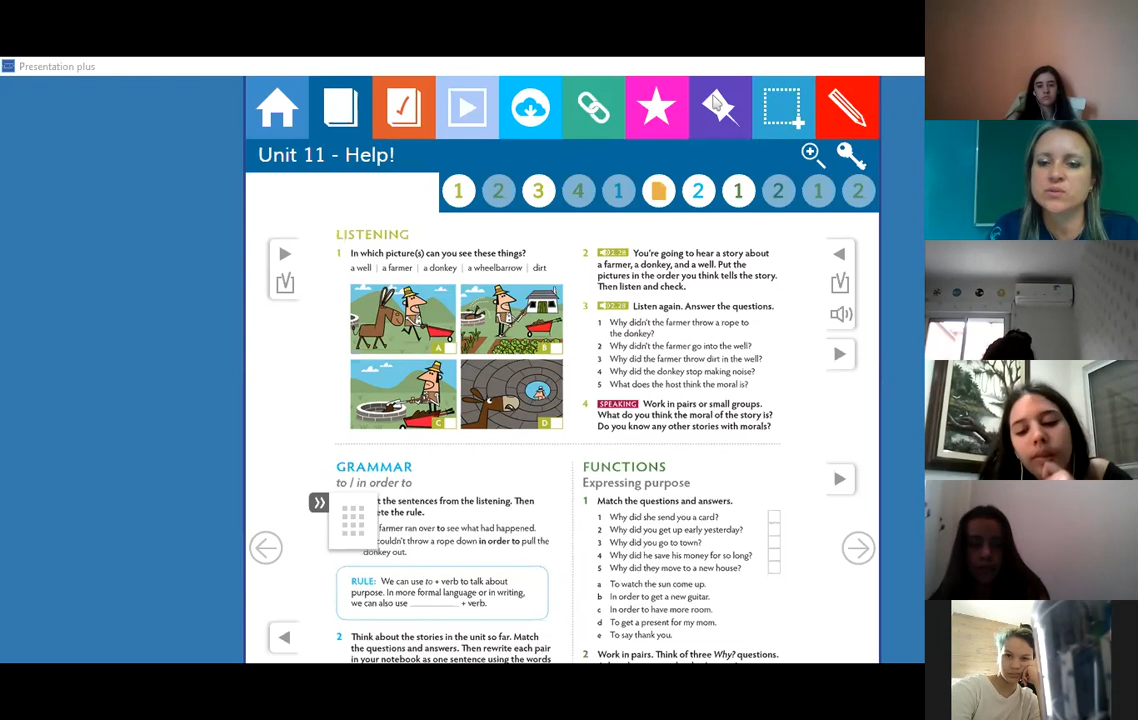 Presentation plus
Unit 11 - Help!
1 2 3 4 1 2 1 2 1 2
LISTENING
1 In which picture(s) can you see these things?
a well | a farmer | a donkey | a wheelbarrow | dirt
A
B
C
D
2 02.28 You're going to hear a story about
a farmer, a donkey, and a well. Put the
pictures in the order you think tells the story.
Then listen and check.
3 02.28 Listen again. Answer the questions.
1 Why didn't the farmer throw a rope to
the donkey?
2 Why didn't the farmer go into the well?
3 Why did the farmer throw dirt in the well?
4 Why did the donkey stop making noise?
5 What does the host think the moral is?
4 SPEAKING Work in pairs or small groups.
What do you think the moral of the story is?
Do you know any other stories with morals?
GRAMMAR
to / in order to
t the sentences from the listening. Then
ete the rule.
farmer ran over to see what had happened.
couldn't throw a rope down in order to pull the
donkey out.
RULE: We can use to + verb to talk about
purpose. In more formal language or in writing,
we can also use ________ + verb.
2 Think about the stories in the unit so far. Match
the questions and answers. Then rewrite each pair
in your notebook as one sentence using the words
FUNCTIONS
Expressing purpose
1 Match the questions and answers.
1 Why did she send you a card?
2 Why did you get up early yesterday?
3 Why did you go to town?
4 Why did he save his money for so long?
5 Why did they move to a new house?
a To watch the sun come up.
b In order to get a new guitar.
c In order to have more room.
d To get a present for my mom.
e To say thank you.
2 Work in pairs. Think of three Why? questions.